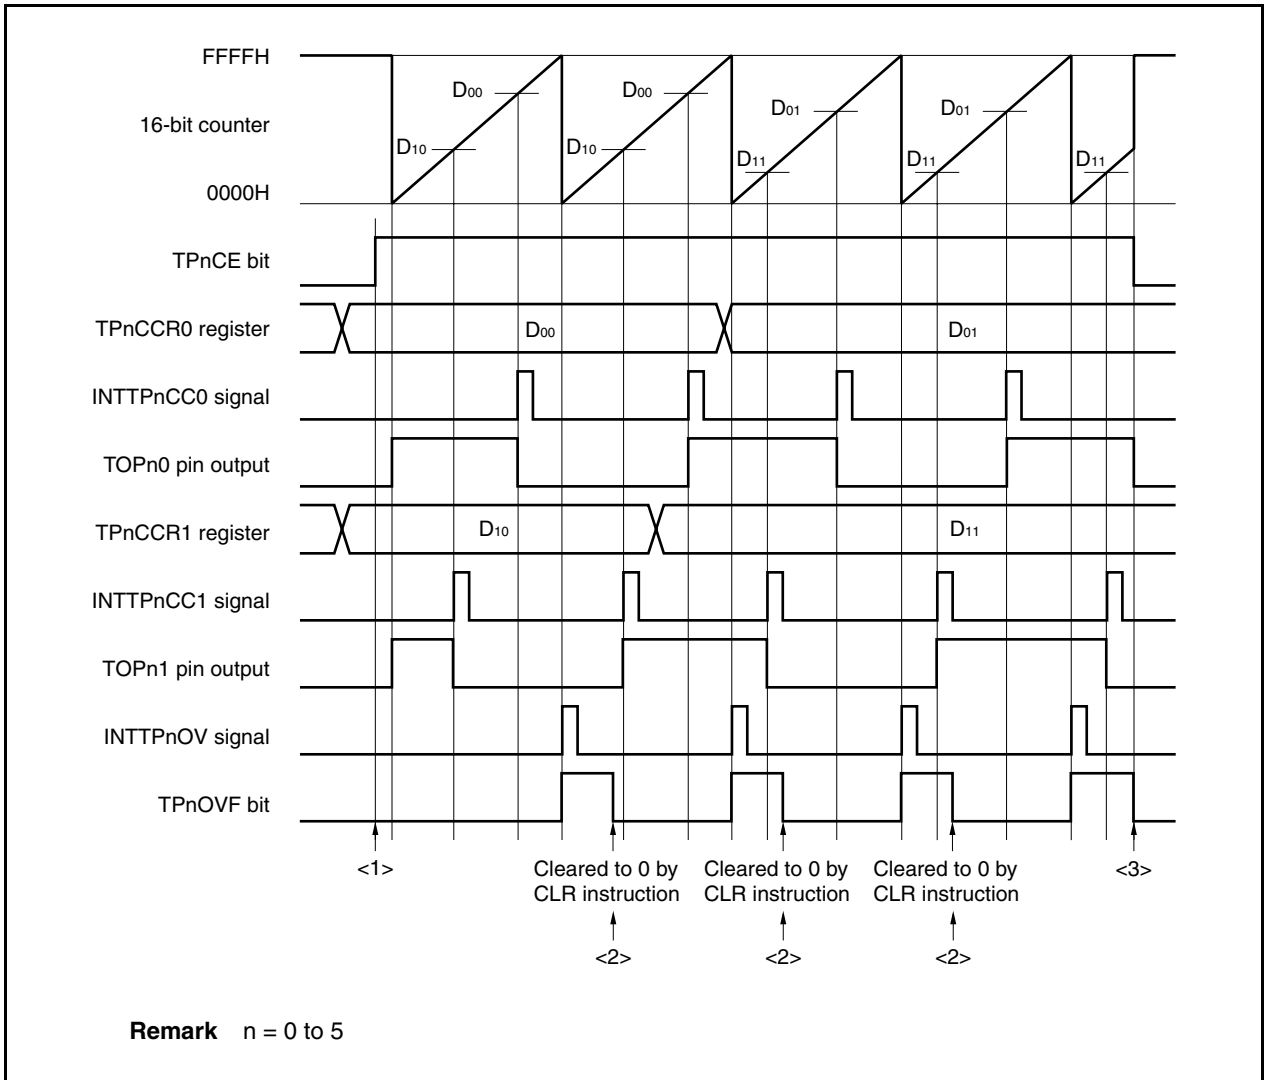 FFFFH
D00 D00 D01 D01
16-bit counter
D10 D10 D11 D11 D11
0000H
TPnCE bit
TPnCCR0 register D00 D01
INTTPnCC0 signal
TOPn0 pin output
TPnCCR1 register D10 D11
INTTPnCC1 signal
TOPn1 pin output
INTTPnOV signal
TPnOVF bit
<1> Cleared to 0 by Cleared to 0 by Cleared to 0 by <3>
CLR instruction CLR instruction CLR instruction
<2> <2> <2>
Remark n = 0 to 5